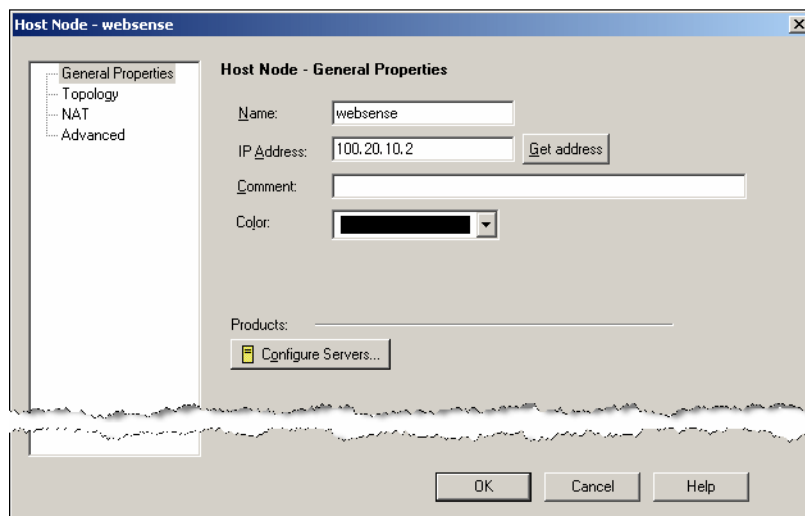 Host Node - websense
General Properties
Topology
NAT
Advanced
Host Node - General Properties
Name:
websense
IP Address:
100.20.10.2
Get address
Comment:
Color:
Products:
Configure Servers...
OK
Cancel
Help